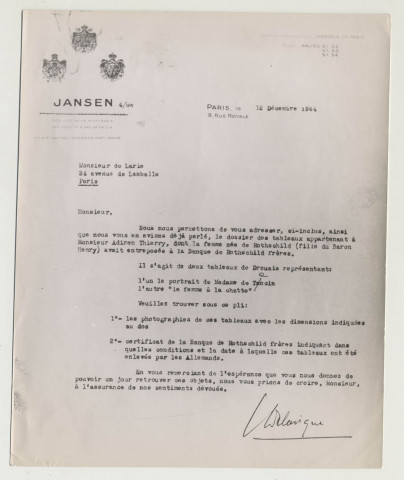 JANSEN
PARIS, LE 12 Décembre 1944
9, RUE ROYALE
Monsieur de Larie
24 avenue de Lamballe
Paris
Monsieur,
Nous nous permettons de vous adresser, ci-inclus, ainsi
que nous vous en avions déjà parlé, le dossier des tableaux appartenant à
Monsieur Adiren Thierry, dont la femme née de Rothschild (fille du Baron
Henry) avait entreposée à la Banque de Rothschild frères.
Il s'agit de deux tableaux de Drouais représentant:
l'un le portrait de Madame de Tencin
l'autre "la femme à la chatte"
Veuilles trouver sous ce pli:
1°- les photographies de ces tableaux avec les dimensions indiquées
au dos
2°- certificat de la Banque de Rothschild frères indiquant dans
quelles conditions et la date à laquelle ces tableaux ont été
enlevés par les Allemands.
En vous remerciant de l'espérance que vous nous donnez de
pouvoir un jour retrouver ces objets, nous vous prions de croire, Monsieur,
à l'assurance de nos sentiments dévoués.